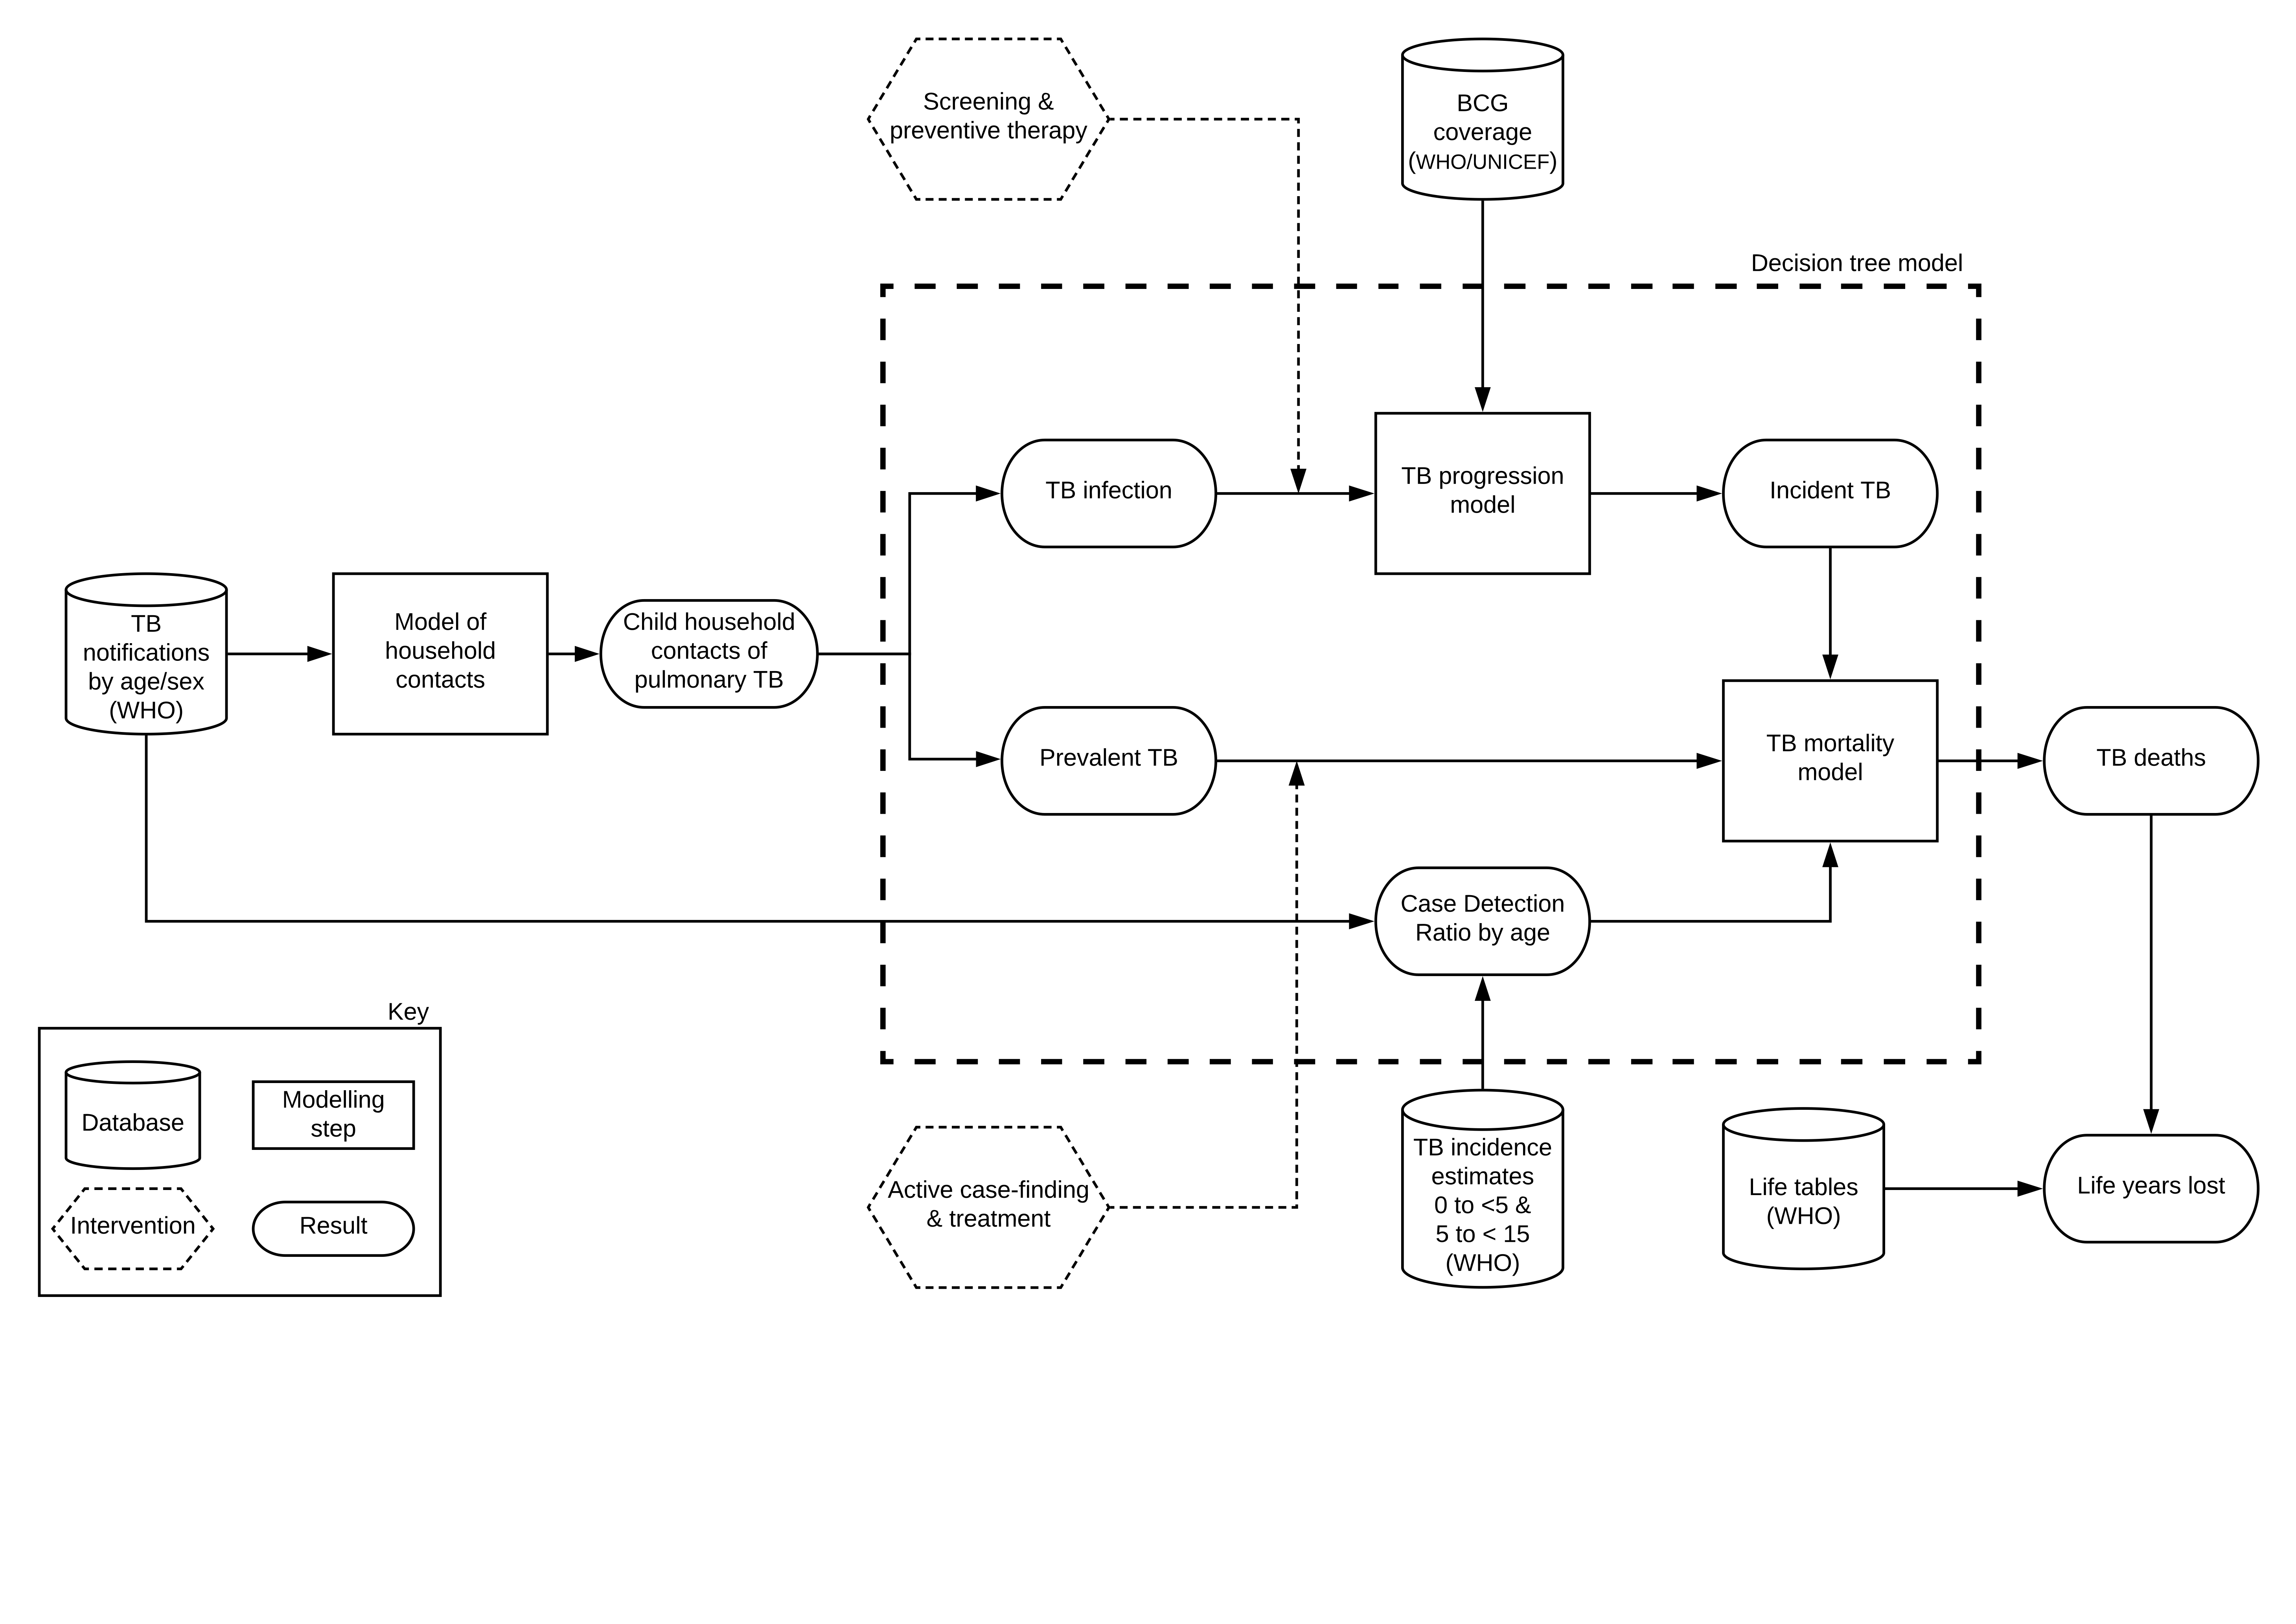 Screening &
preventive therapy
BCG
coverage
(WHO/UNICEF)
Decision tree model
TB infection
TB progression
model
Incident TB
TB
notifications
by age/sex
(WHO)
Model of
household
contacts
Child household
contacts of
pulmonary TB
Prevalent TB
TB mortality
model
TB deaths
Case Detection
Ratio by age
Key
Database
Modelling
step
Intervention
Result
Active case-finding
& treatment
TB incidence
estimates
0 to <5 &
5 to < 15
(WHO)
Life tables
(WHO)
Life years lost